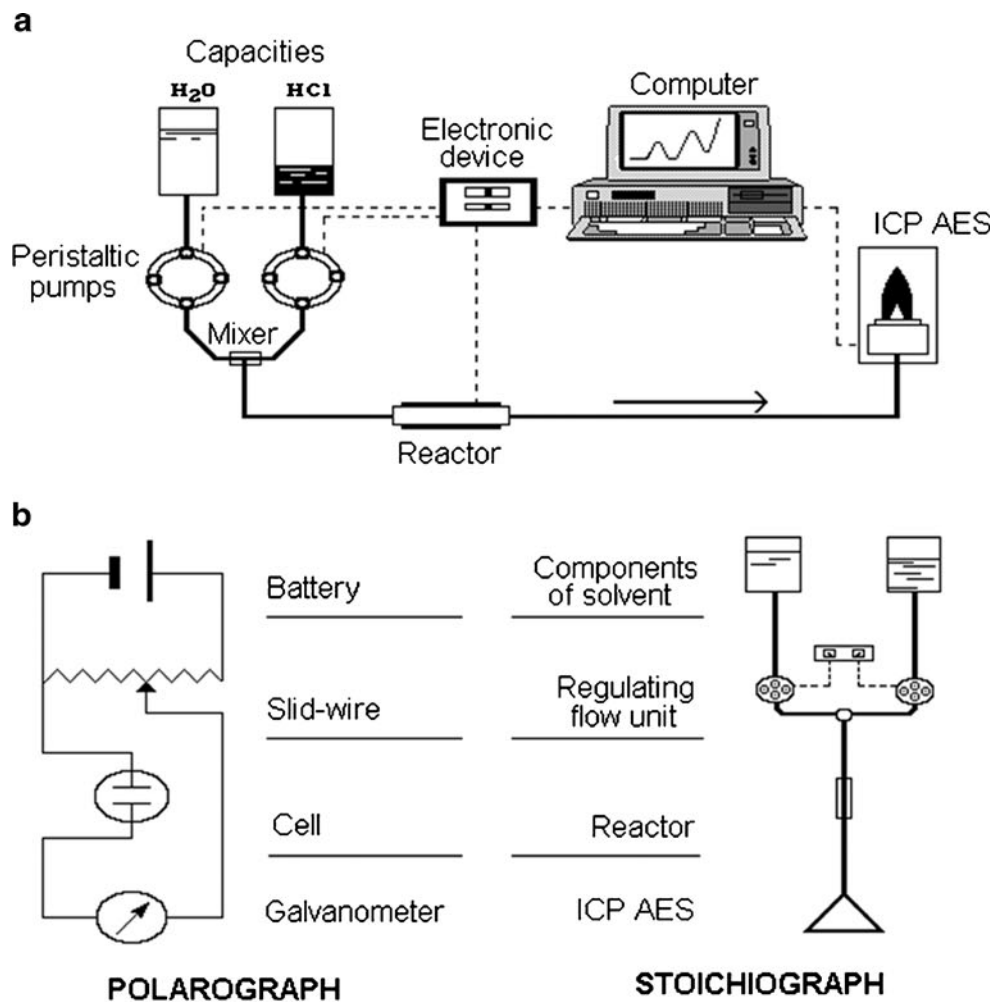 a
Capacities
H₂O HCl
Computer
Electronic
device
ICP AES
Peristaltic
pumps
Mixer
Reactor
b
Battery
Components
of solvent
Slid-wire
Regulating
flow unit
Cell
Reactor
Galvanometer
ICP AES
POLAROGRAPH
STOICHIOGRAPH